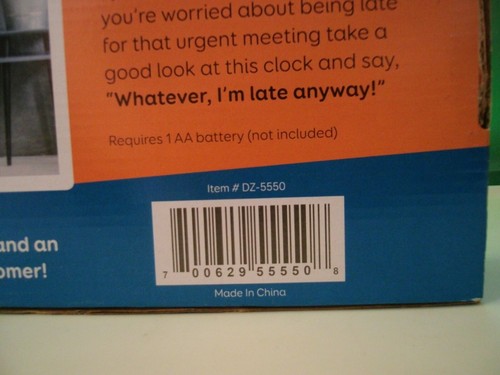 you're worried about being late
for that urgent meeting take a
good look at this clock and say,
"Whatever, I'm late anyway!"
Requires 1 AA battery (not included)
Item # DZ-5550
and an
omer!
7 00629 55550 8
Made In China